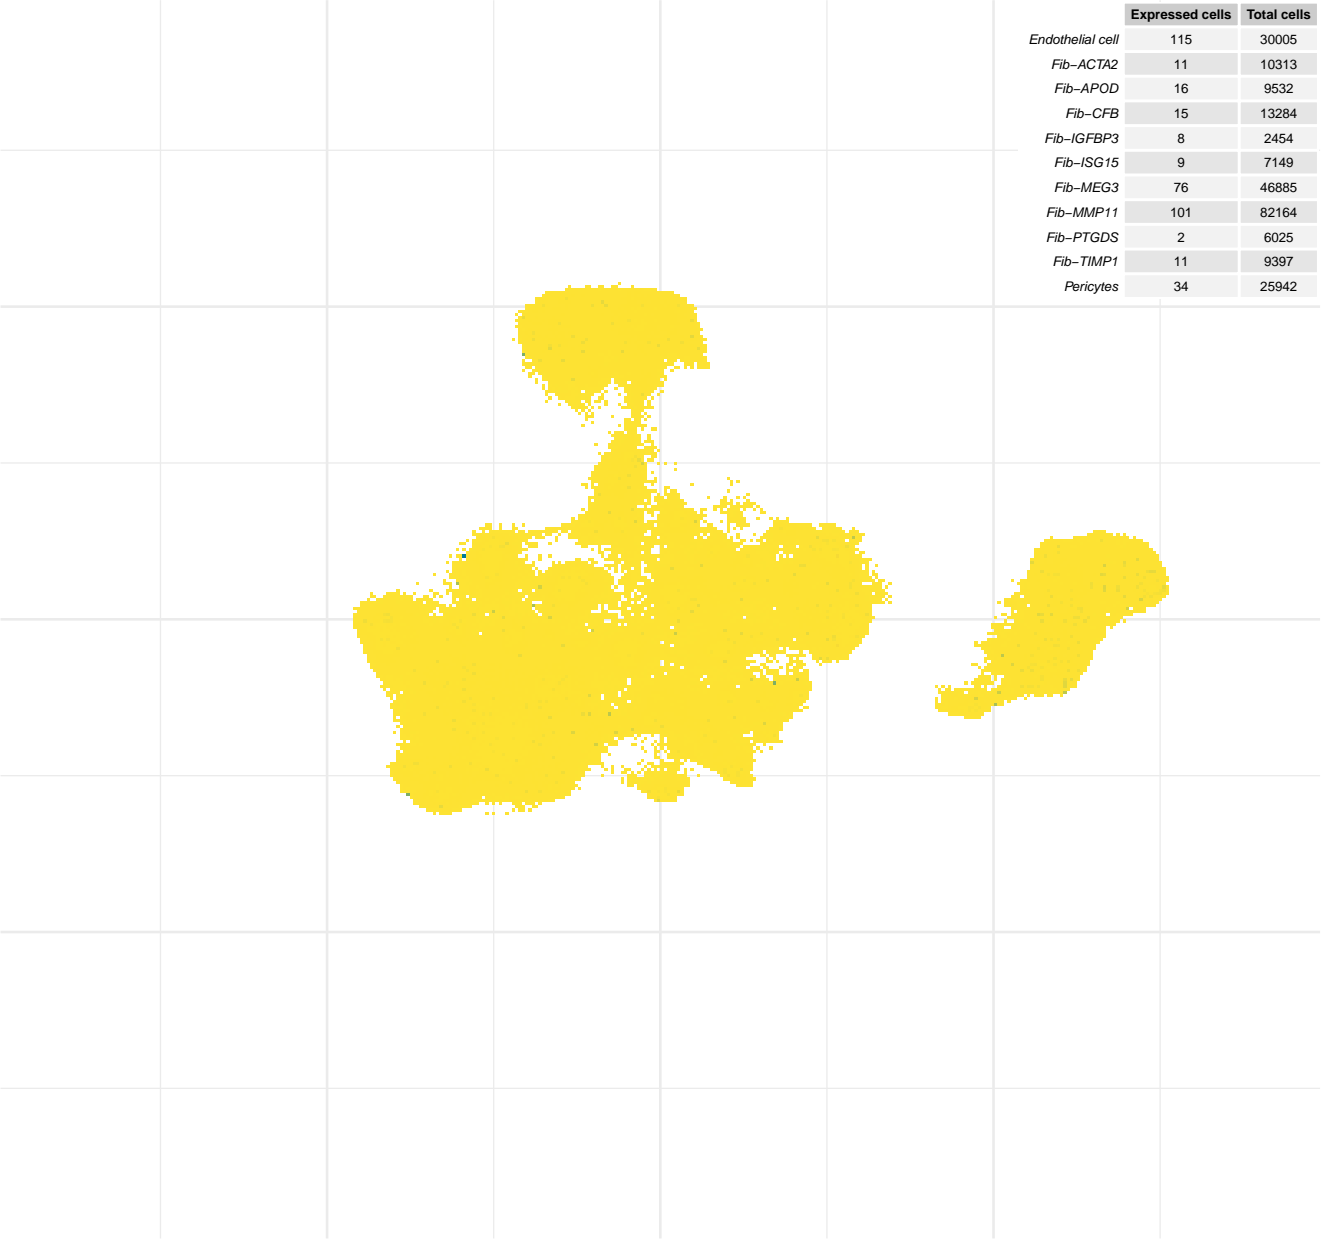 Expressed cells Total cells
Endothelial cell 115 30005
Fib−ACTA2 11 10313
Fib−APOD 16 9532
Fib−CFB 15 13284
Fib−IGFBP3 8 2454
Fib−ISG15 9 7149
Fib−MEG3 76 46885
Fib−MMP11 101 82164
Fib−PTGDS 2 6025
Fib−TIMP1 11 9397
Pericytes 34 25942